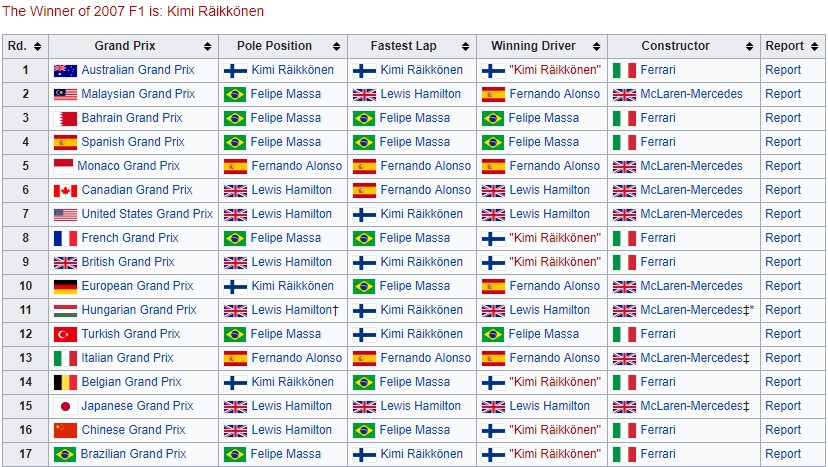 The Winner of 2007 F1 is: Kimi Räikkönen
Rd. Grand Prix Pole Position Fastest Lap Winning Driver Constructor Report
1 Australian Grand Prix Kimi Räikkönen Kimi Räikkönen "Kimi Räikkönen" Ferrari Report
2 Malaysian Grand Prix Felipe Massa Lewis Hamilton Fernando Alonso McLaren-Mercedes Report
3 Bahrain Grand Prix Felipe Massa Felipe Massa Felipe Massa Ferrari Report
4 Spanish Grand Prix Felipe Massa Felipe Massa Felipe Massa Ferrari Report
5 Monaco Grand Prix Fernando Alonso Fernando Alonso Fernando Alonso McLaren-Mercedes Report
6 Canadian Grand Prix Lewis Hamilton Fernando Alonso Lewis Hamilton McLaren-Mercedes Report
7 United States Grand Prix Lewis Hamilton Kimi Räikkönen Lewis Hamilton McLaren-Mercedes Report
8 French Grand Prix Felipe Massa Felipe Massa "Kimi Räikkönen" Ferrari Report
9 British Grand Prix Lewis Hamilton Kimi Räikkönen "Kimi Räikkönen" Ferrari Report
10 European Grand Prix Kimi Räikkönen Felipe Massa Fernando Alonso McLaren-Mercedes Report
11 Hungarian Grand Prix Lewis Hamilton† Kimi Räikkönen Lewis Hamilton McLaren-Mercedes‡* Report
12 Turkish Grand Prix Felipe Massa Kimi Räikkönen Felipe Massa Ferrari Report
13 Italian Grand Prix Fernando Alonso Fernando Alonso Fernando Alonso McLaren-Mercedes‡ Report
14 Belgian Grand Prix Kimi Räikkönen Felipe Massa "Kimi Räikkönen" Ferrari Report
15 Japanese Grand Prix Lewis Hamilton Lewis Hamilton Lewis Hamilton McLaren-Mercedes‡ Report
16 Chinese Grand Prix Lewis Hamilton Felipe Massa "Kimi Räikkönen" Ferrari Report
17 Brazilian Grand Prix Felipe Massa Kimi Räikkönen "Kimi Räikkönen" Ferrari Report